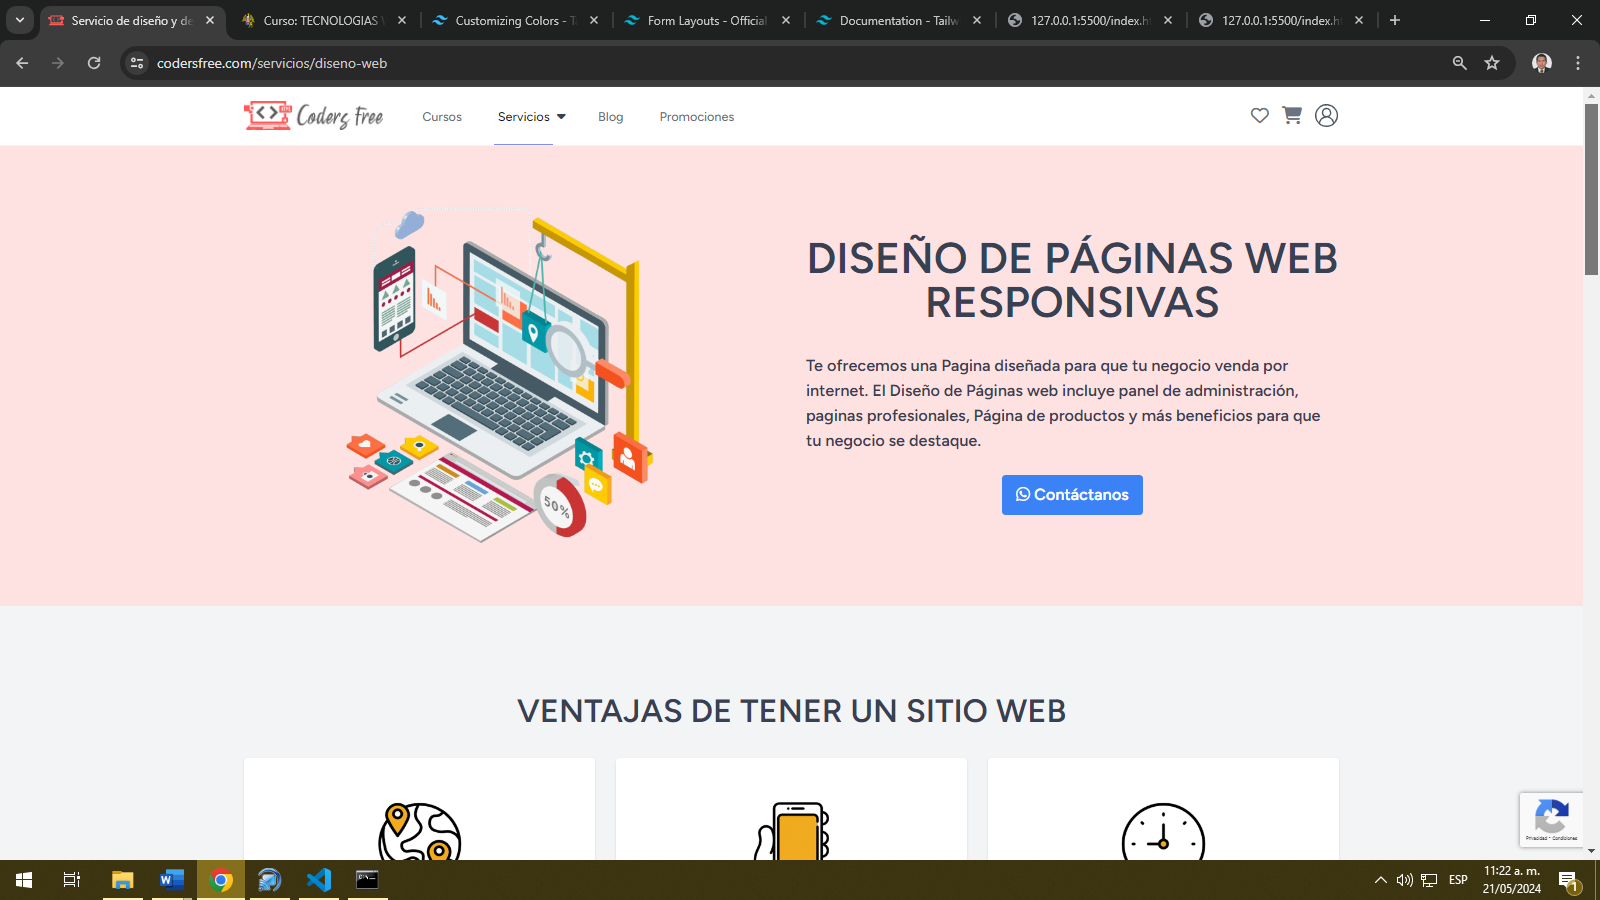 Servicio de diseño y de
Curso: TECNOLOGIAS
Customizing Colors - T
Form Layouts - Official
Documentation - Tailw
127.0.0.1:5500/index.h
127.0.0.1:5500/index.h
codersfree.com/servicios/diseno-web
Coders Free
Cursos
Servicios
Blog
Promociones
DISEÑO DE PÁGINAS WEB
RESPONSIVAS
Te ofrecemos una Pagina diseñada para que tu negocio venda por
internet. El Diseño de Páginas web incluye panel de administración,
paginas profesionales, Página de productos y más beneficios para que
tu negocio se destaque.
Contáctanos
50%
VENTAJAS DE TENER UN SITIO WEB
Privacidad - Condiciones
ESP
11:22 a. m.
21/05/2024
1